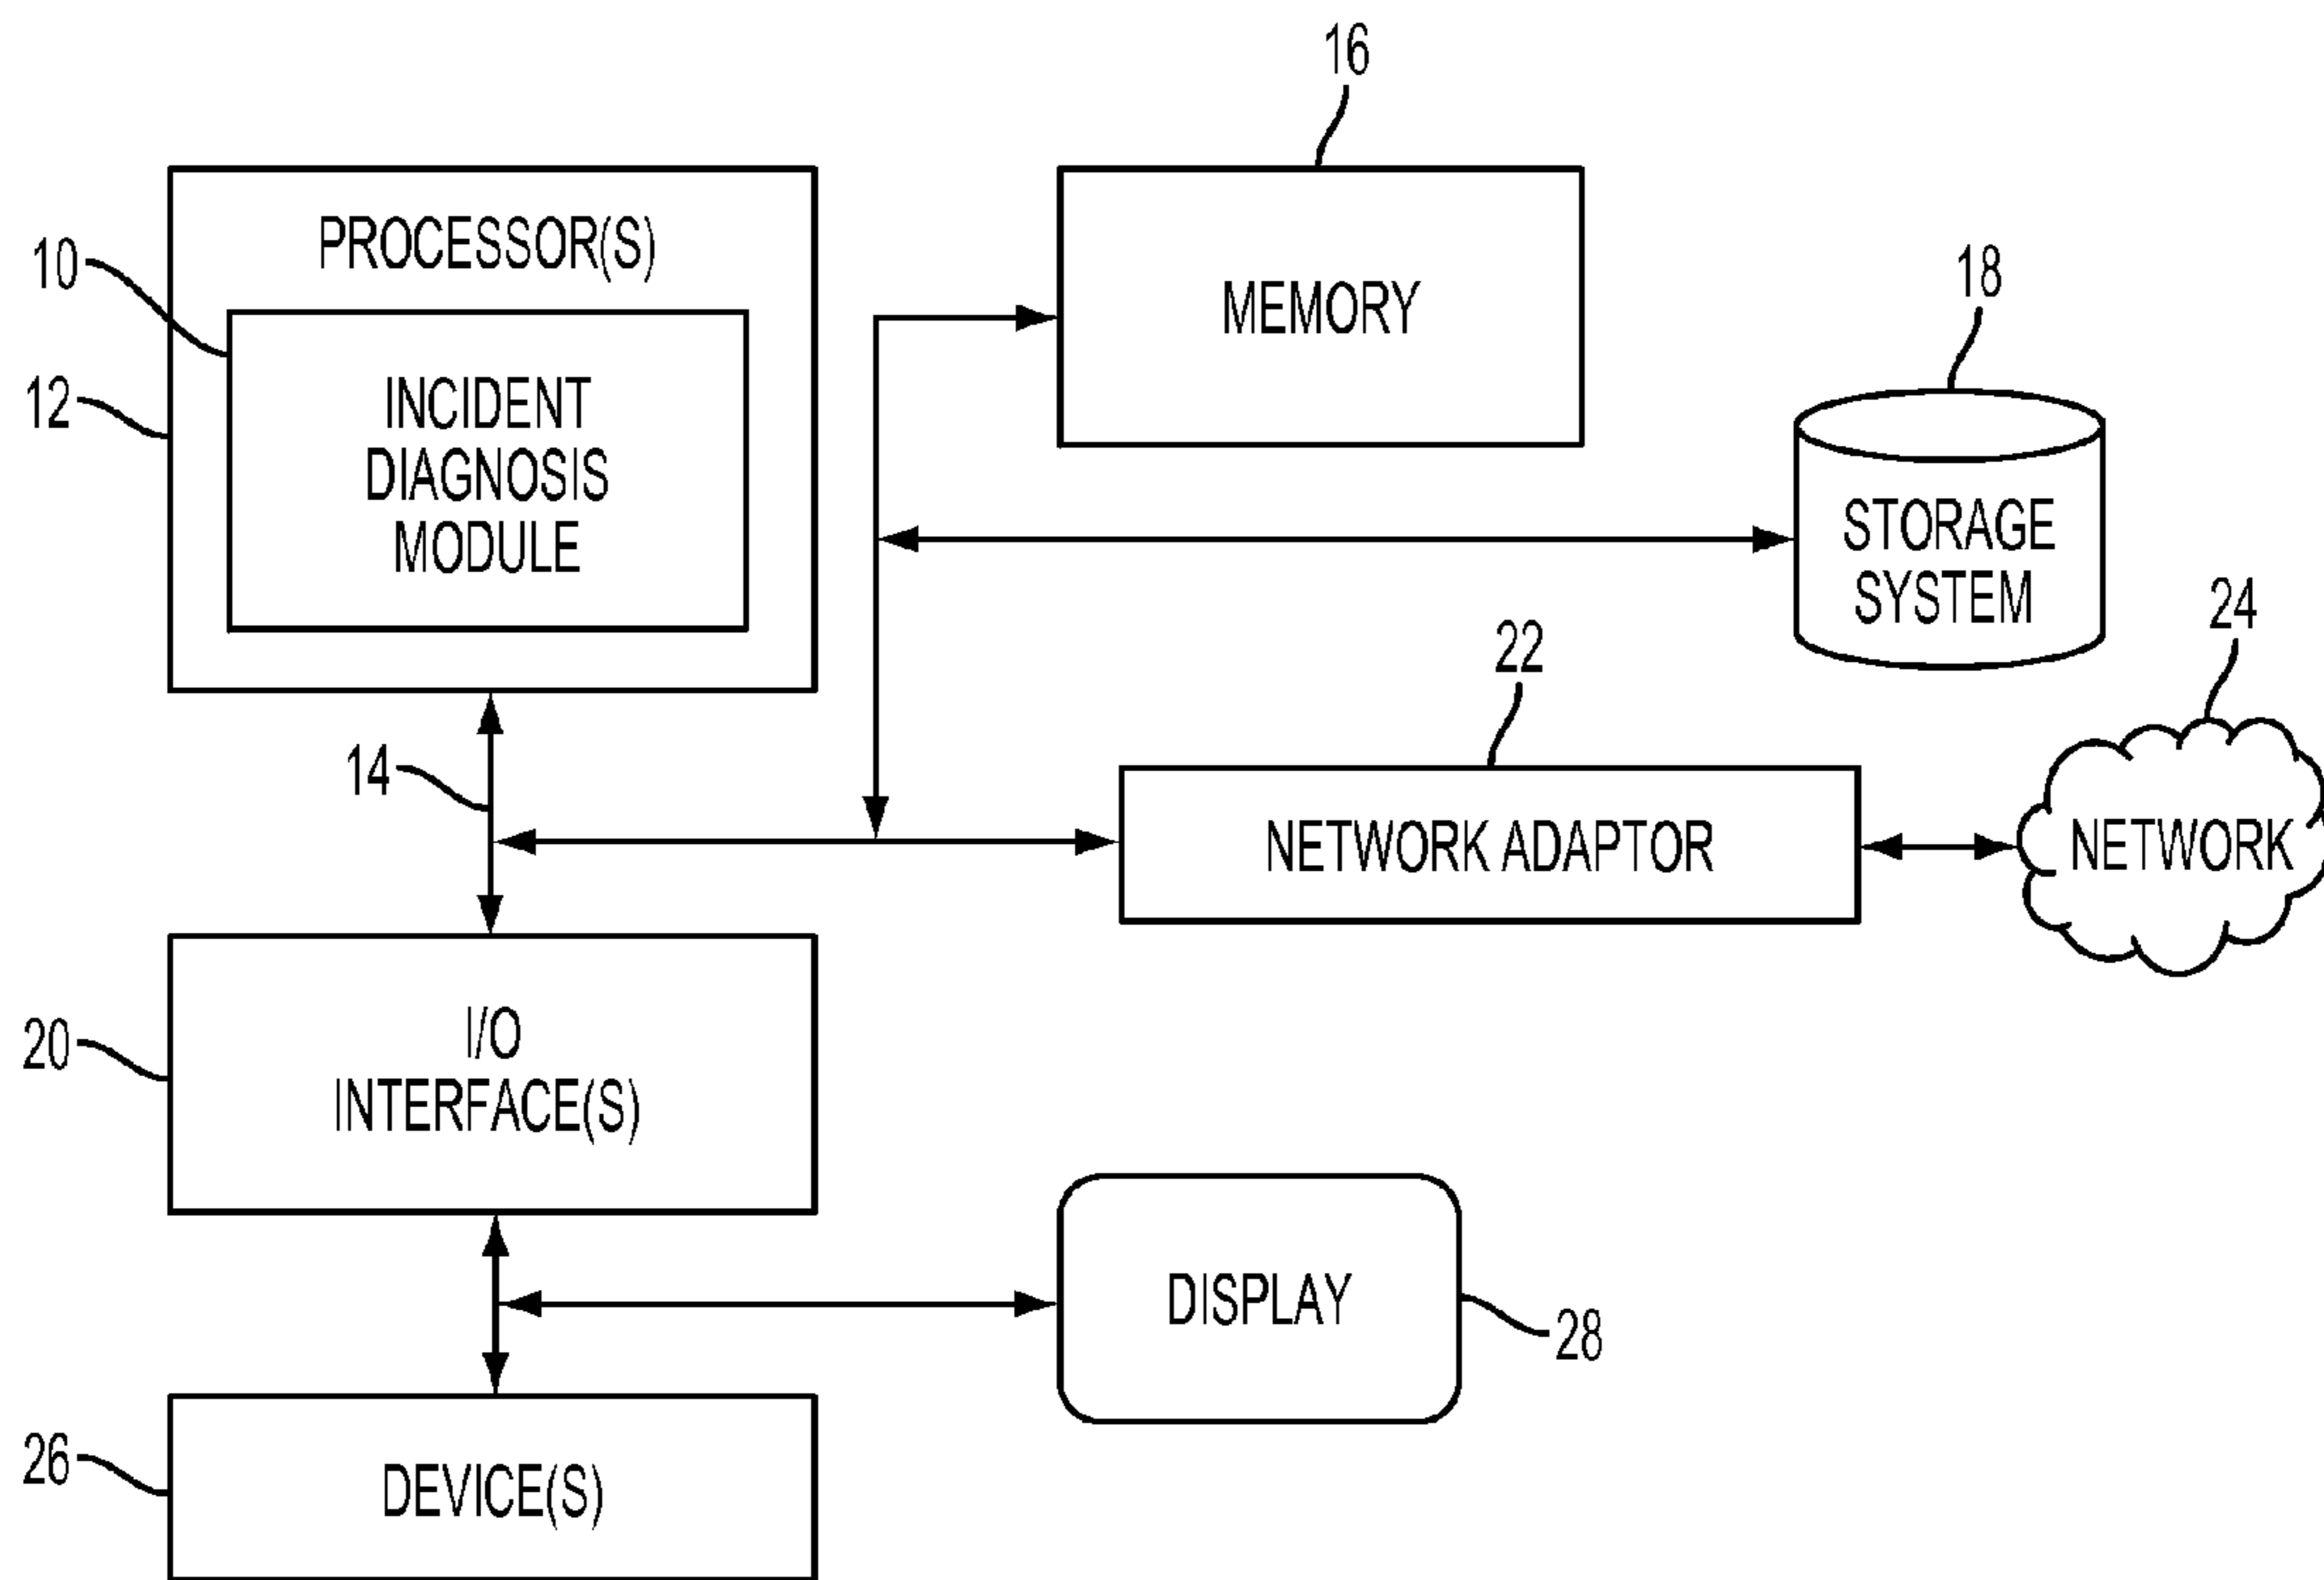 16
PROCESSOR(S)
10
MEMORY
18
INCIDENT
DIAGNOSIS
MODULE
12
STORAGE
SYSTEM
24
22
14
NETWORK ADAPTOR
NETWORK
I/O
INTERFACE(S)
20
DISPLAY
28
26
DEVICE(S)